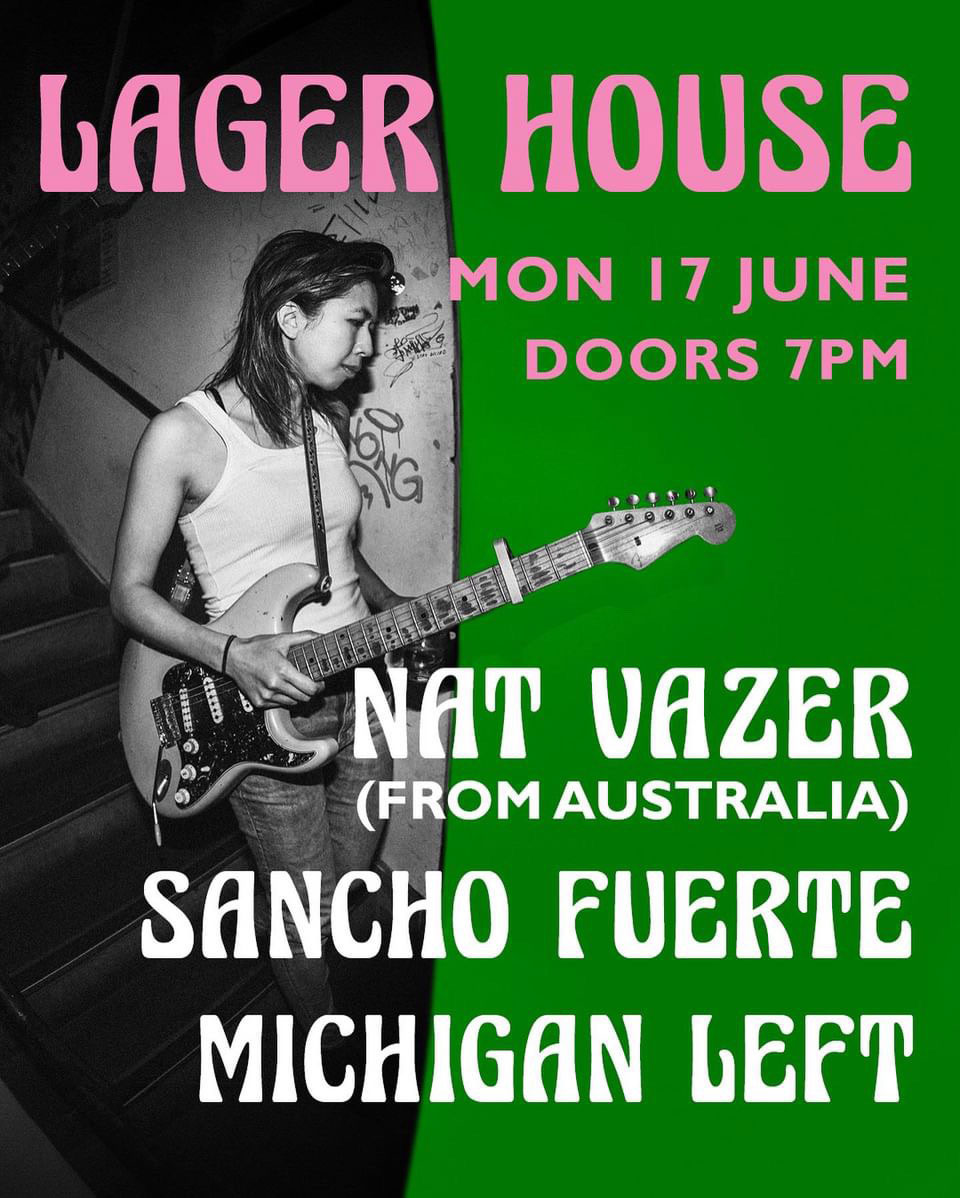 LAGER HOUSE
MON 17 JUNE
DOORS 7PM
NAT VAZER
(FROM AUSTRALIA)
SANCHO FUERTE
MICHIGAN LEFT